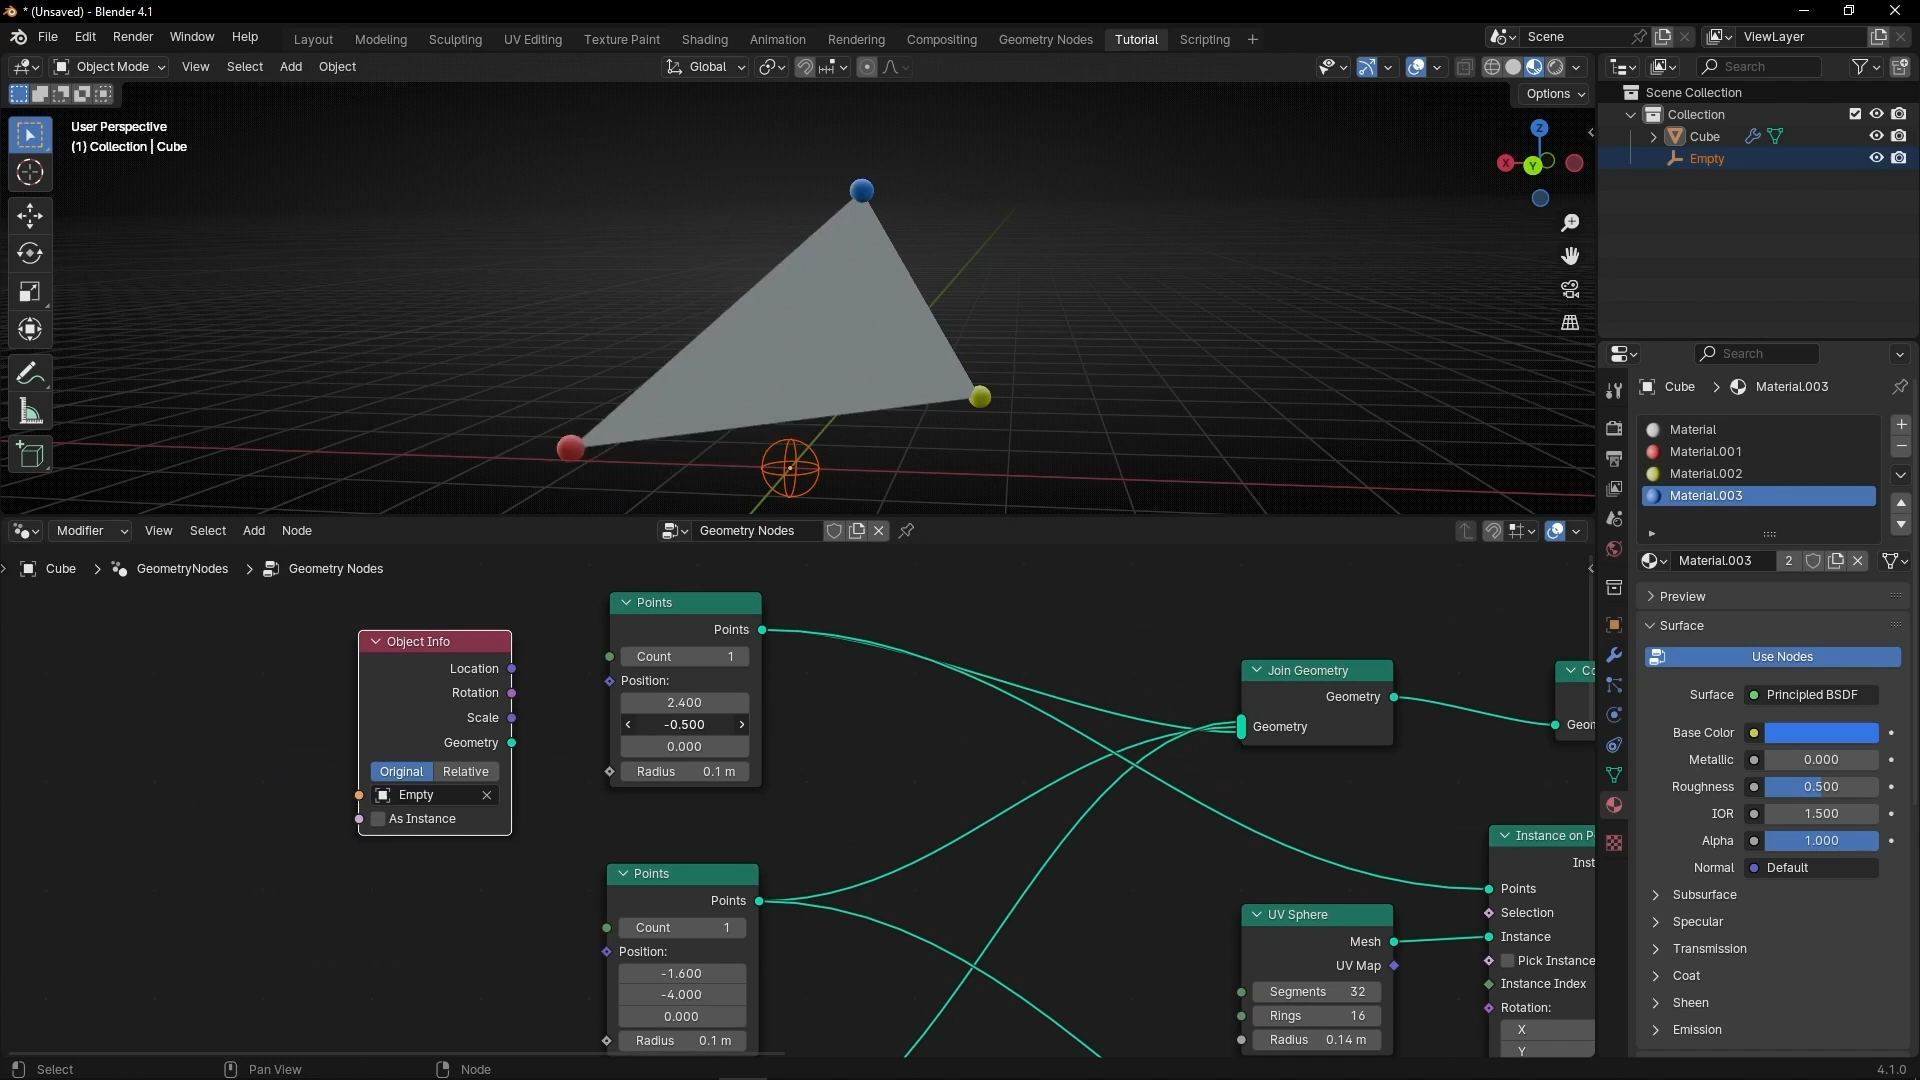 * (Unsaved) - Blender 4.1
File Edit Render Window Help Layout Modeling Sculpting UV Editing Texture Paint Shading Animation Rendering Compositing Geometry Nodes Tutorial Scripting + Scene ViewLayer
Object Mode View Select Add Object Global Search
Options
User Perspective
(1) Collection | Cube
Z
X
Y
Scene Collection
Collection
Cube
Empty
Search
Cube > Material.003
Material
Material.001
Material.002
Material.003
Material.003 2
Preview
Surface
Use Nodes
Surface Principled BSDF
Base Color
Metallic 0.000
Roughness 0.500
IOR 1.500
Alpha 1.000
Normal Default
Subsurface
Specular
Transmission
Coat
Sheen
Emission
Modifier View Select Add Node Geometry Nodes
Cube > GeometryNodes > Geometry Nodes
Object Info
Location
Rotation
Scale
Geometry
Original Relative
Empty
As Instance
Points
Points
Count 1
Position:
2.400
-0.500
0.000
Radius 0.1 m
Points
Points
Count 1
Position:
-1.600
-4.000
0.000
Radius 0.1 m
Join Geometry
Geometry
Geometry
Co
Geom
UV Sphere
Mesh
UV Map
Segments 32
Rings 16
Radius 0.14 m
Instance on P
Inst
Points
Selection
Instance
Pick Instance
Instance Index
Rotation:
X
Y
Select Pan View Node 4.1.0